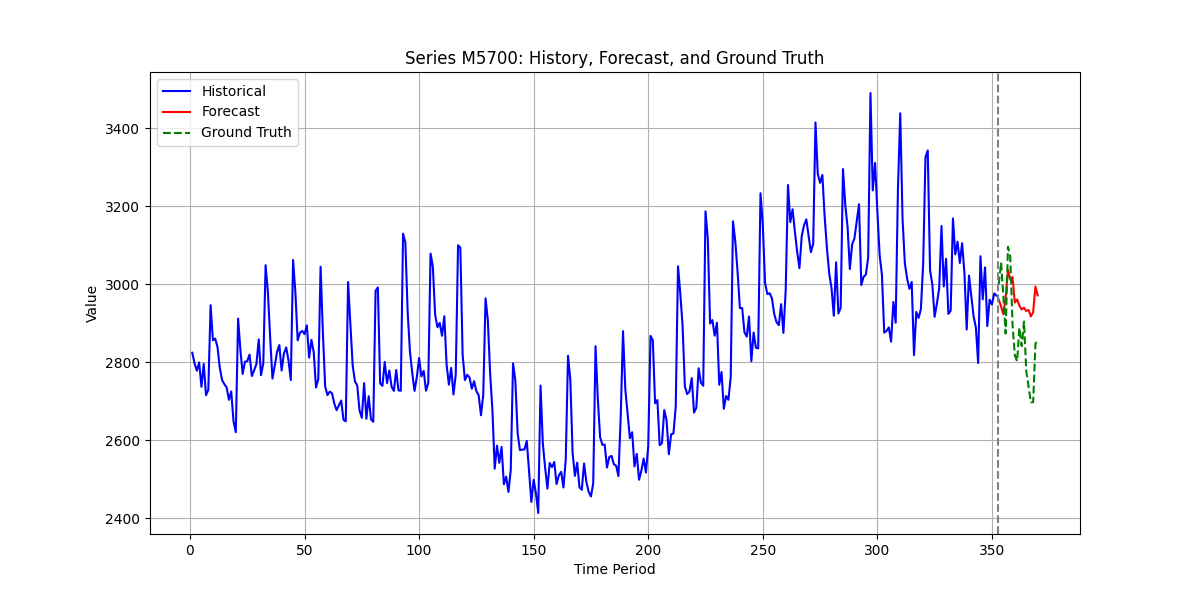 Series M5700: History, Forecast, and Ground Truth
Historical
Forecast
Ground Truth
3400
3200
3000
2800
2600
2400
Value
0 50 100 150 200 250 300 350
Time Period